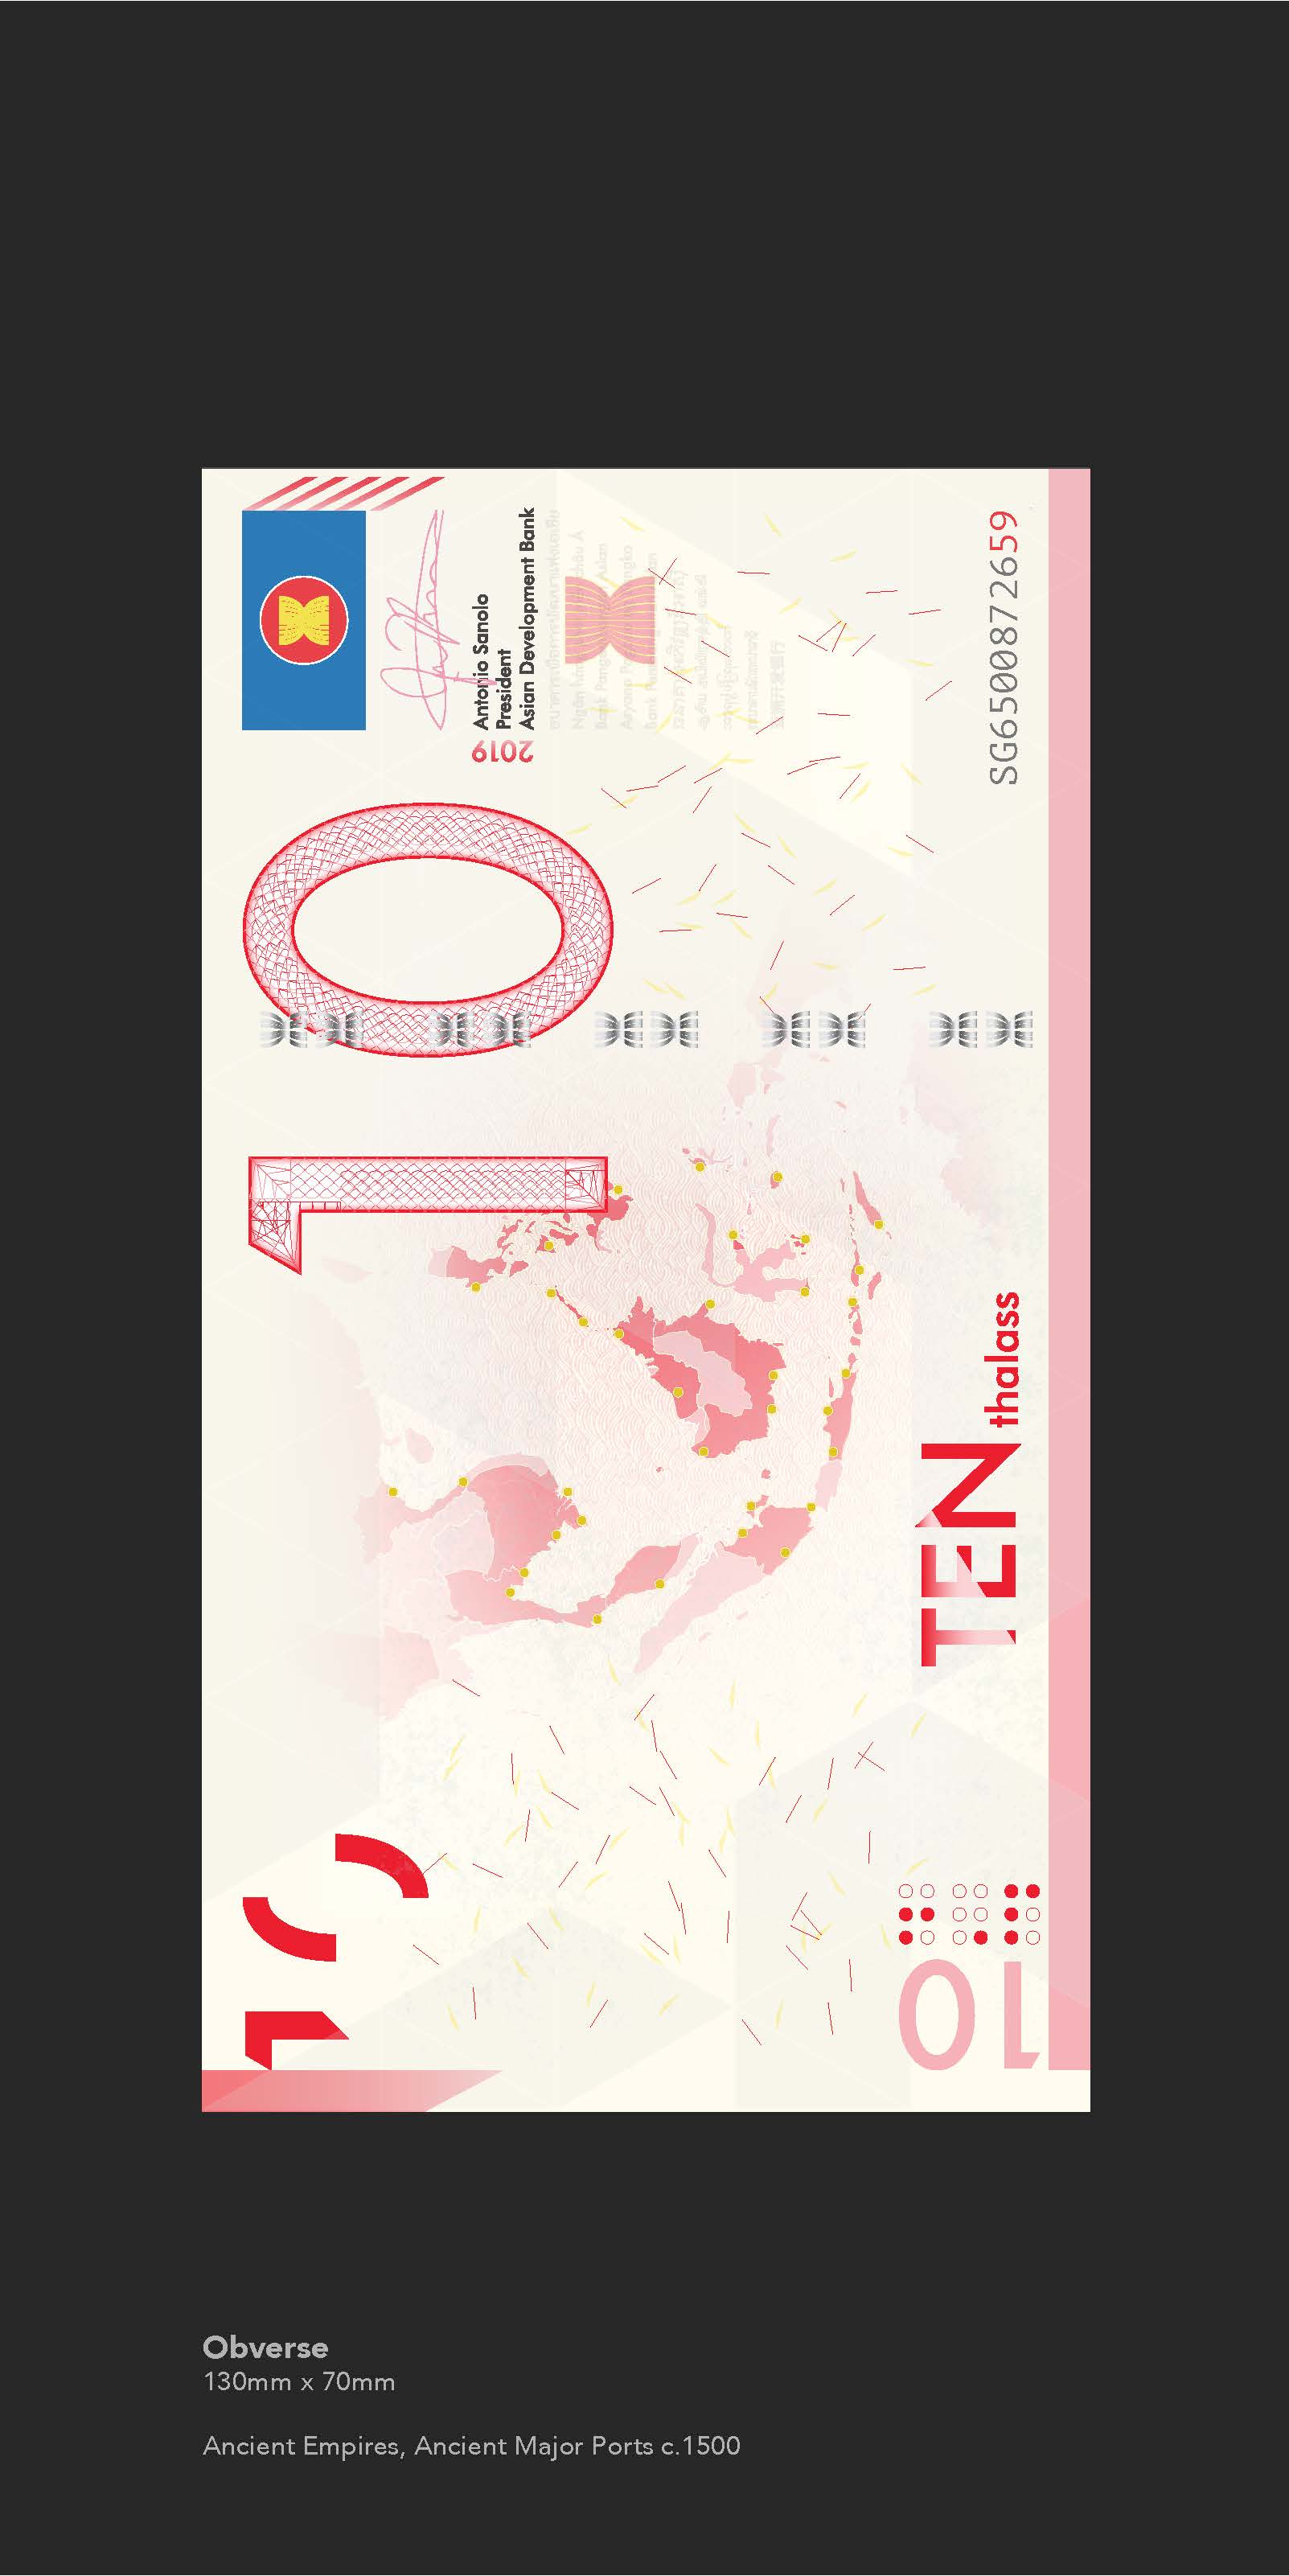 10
10
Antonio Sanolo
President
Asian Development Bank
2019
SG6500872659
TEN thalass
10
Obverse
130mm x 70mm
Ancient Empires, Ancient Major Ports c.1500